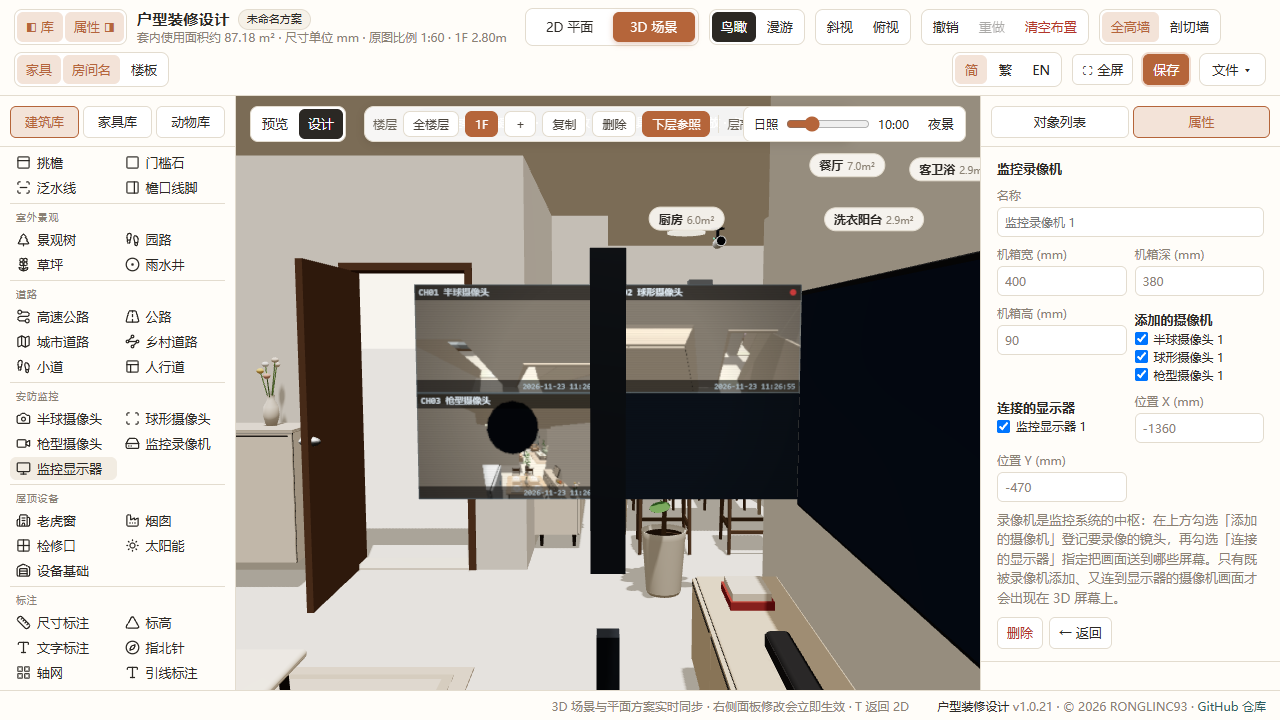 库
属性
户型装修设计 未命名方案
套内使用面积约 87.18 m² · 尺寸单位 mm · 原图比例 1:60 · 1F 2.80m
2D 平面 3D 场景
鸟瞰 漫游
斜视 俯视
撤销 重做 清空布置
全高墙 剖切墙
家具 房间名 楼板
简 繁 EN
全屏
保存
文件
建筑库 家具库 动物库
挑檐 门槛石
泛水线 檐口线脚
室外景观
景观树 园路
草坪 雨水井
道路
高速公路 公路
城市道路 乡村道路
小道 人行道
安防监控
半球摄像头 球形摄像头
枪型摄像头 监控录像机
监控显示器
屋顶设备
老虎窗 烟囱
检修口 太阳能
设备基础
标注
尺寸标注 标高
文字标注 指北针
轴网 引线标注
预览 设计
楼层 全楼层 1F + 复制 删除 下层参照
日照 10:00 夜景
餐厅 7.0m²
客卫浴 2.9m
厨房 6.0m²
洗衣阳台 2.9m²
CH01 半球摄像头
2 球形摄像头
2026-11-23 11:26
2026-11-23 11:26:55
CH03 枪型摄像头
2026-11-23 11:26
对象列表 属性
监控录像机
名称
监控录像机 1
机箱宽 (mm) 机箱深 (mm)
400 380
机箱高 (mm)
90
添加的摄像机
半球摄像头 1
球形摄像头 1
枪型摄像头 1
连接的显示器
监控显示器 1
位置 X (mm)
-1360
位置 Y (mm)
-470
录像机是监控系统的中枢：在上方勾选「添加
的摄像机」登记要录像的镜头，再勾选「连接
的显示器」指定把画面送到哪些屏幕。只有既
被录像机添加、又连到显示器的摄像机画面才
会出现在 3D 屏幕上。
删除 ← 返回
3D 场景与平面方案实时同步 · 右侧面板修改会立即生效 · T 返回 2D
户型装修设计 v1.0.21 · © 2026 RONGLINC93 · GitHub 仓库